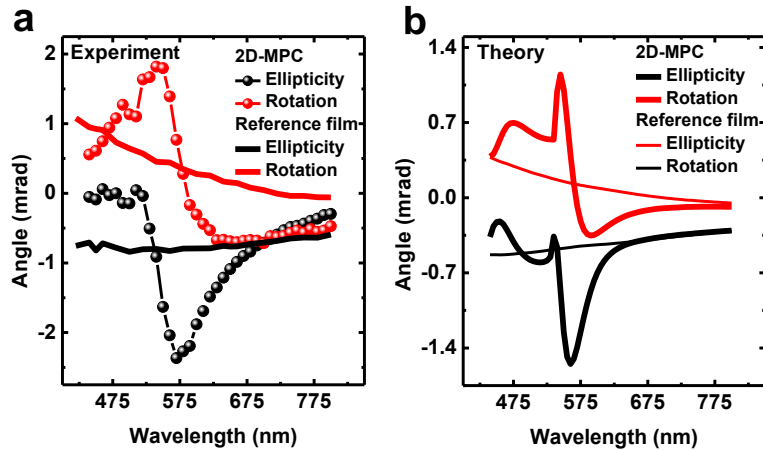 a
Experiment
2D-MPC
Ellipticity
Rotation
Reference film
Ellipticity
Rotation
2
1
0
-1
-2
Angle (mrad)
475
575
675
775
Wavelength (nm)
b
Theory
2D-MPC
Ellipticity
Rotation
Reference film
Ellipticity
Rotation
1.4
0.7
0.0
-0.7
-1.4
Angle (mrad)
475
575
675
775
Wavelength (nm)